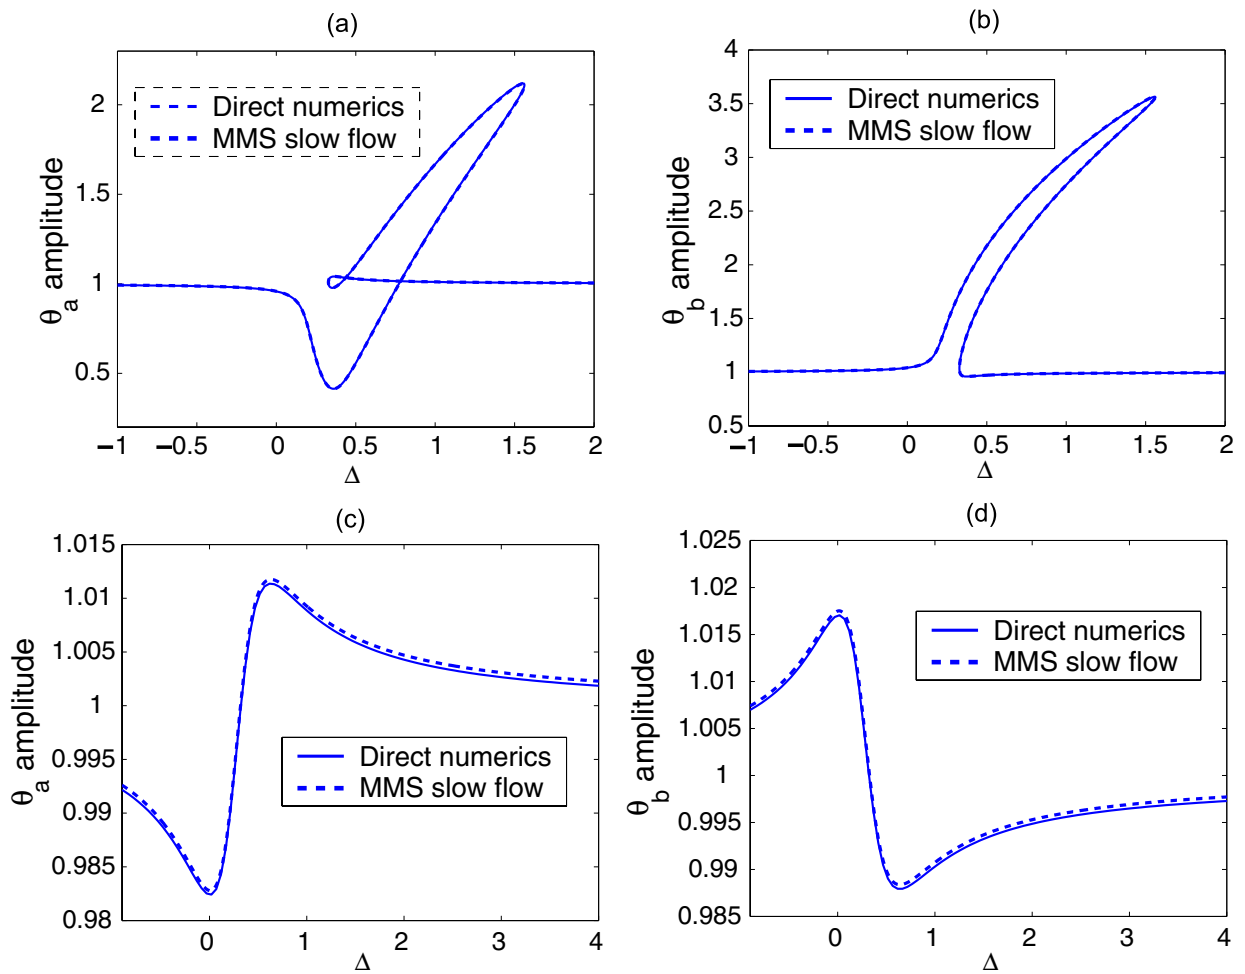 (a)
2
1.5
1
0.5
−1
−0.5
0
0.5
1
1.5
2
θa amplitude
Δ
Direct numerics
MMS slow flow
(b)
4
3.5
3
2.5
2
1.5
1
0.5
−1
−0.5
0
0.5
1
1.5
2
θb amplitude
Δ
Direct numerics
MMS slow flow
(c)
1.015
1.01
1.005
1
0.995
0.99
0.985
0.98
0
1
2
3
4
θa amplitude
Δ
Direct numerics
MMS slow flow
(d)
1.025
1.02
1.015
1.01
1.005
1
0.995
0.99
0.985
0
1
2
3
4
θb amplitude
Δ
Direct numerics
MMS slow flow